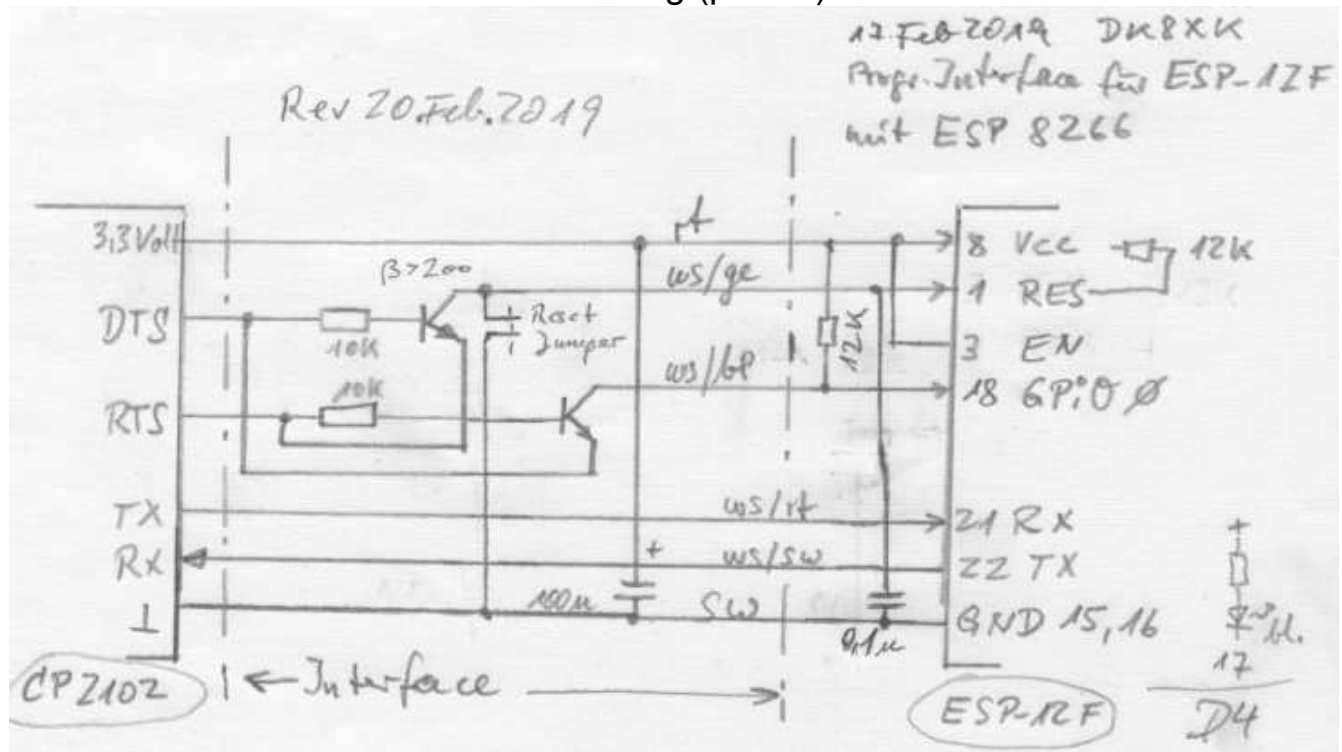 17.Feb 2019 DK8XK
Progr. Interface für ESP-12F
mit ESP 8266
Rev 20.Feb.2019
3,3Volt
rt
8 Vcc
12K
β>200
ws/ge
1 RES
DTS
10K
Reset
Jumper
12K
3 EN
10K
ws/bl
18 GPiO Ø
RTS
TX
ws/rt
21 RX
RX
+
ws/sw
22 TX
+
⊥
100µ
SW
GND 15,16
bl.
0,1µ
17
CP2102
← Interface →
ESP-12F
D4